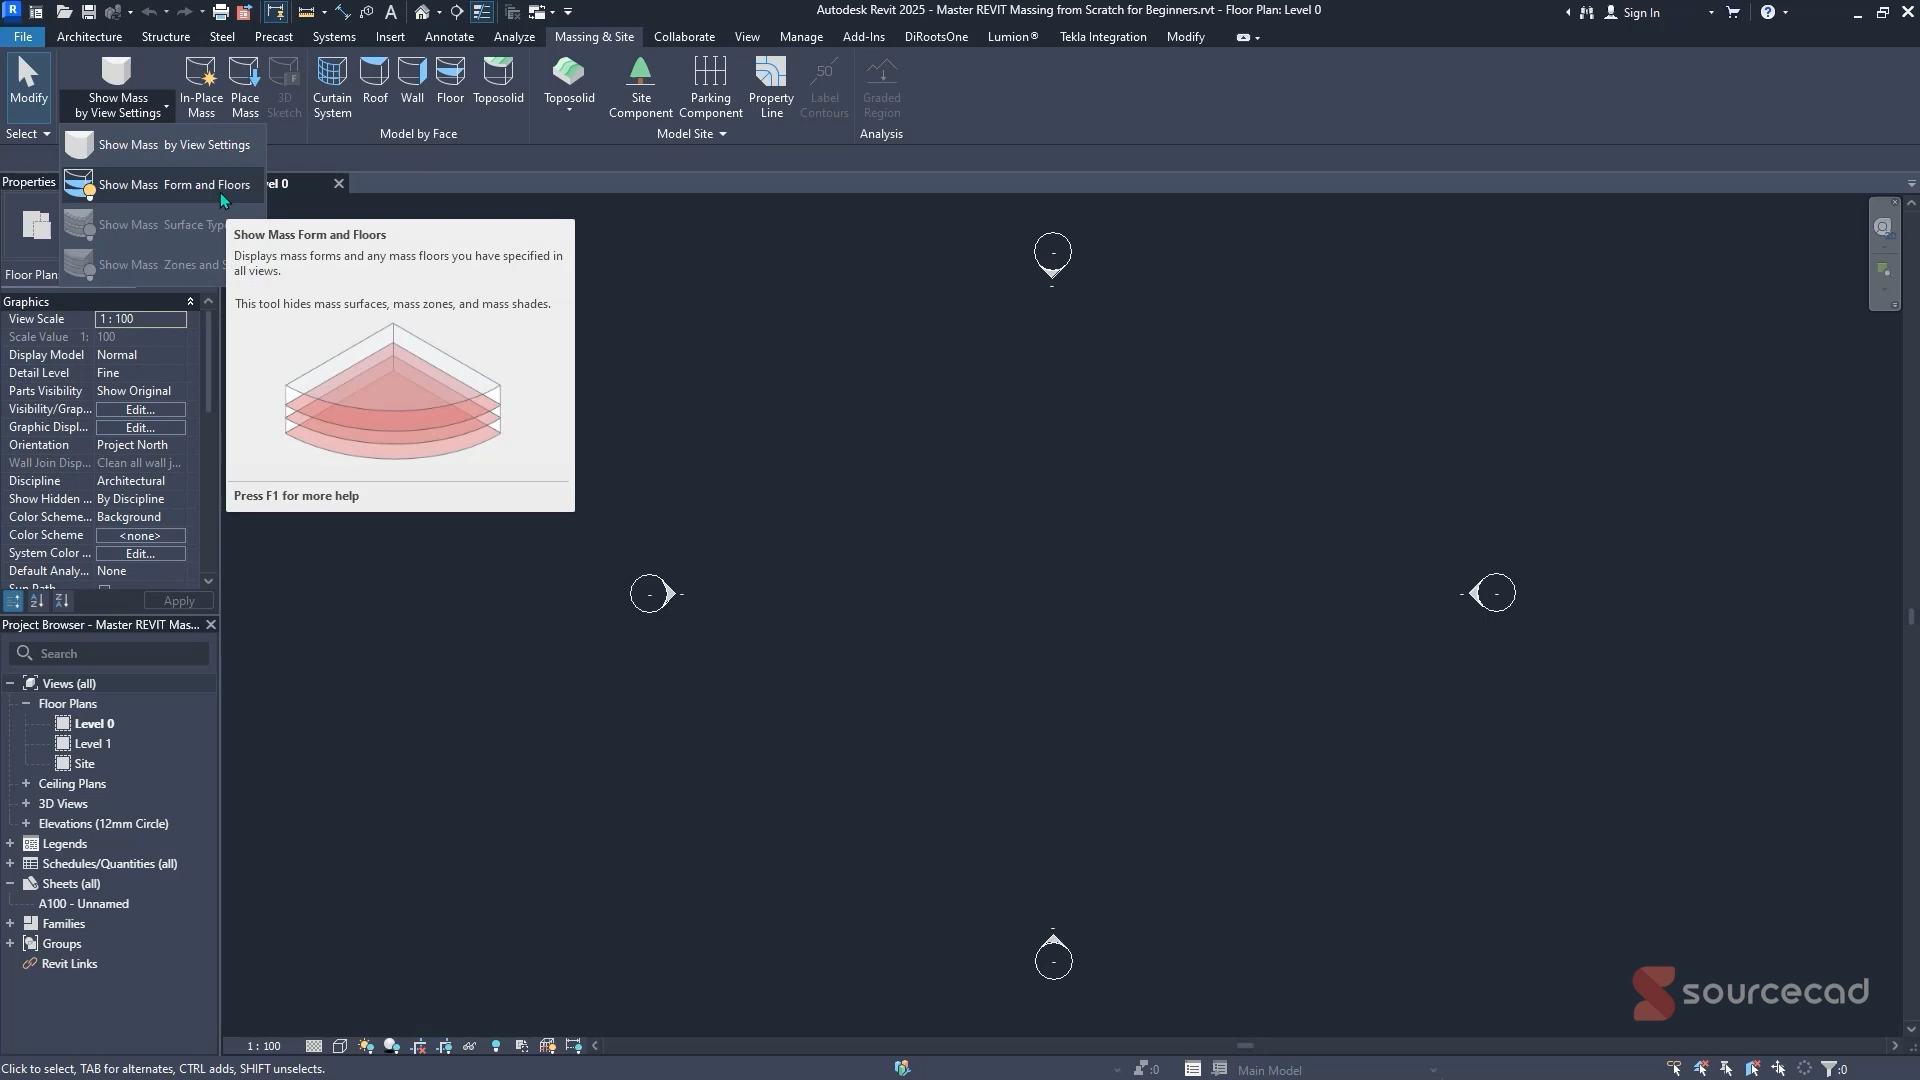 Autodesk Revit 2025 - Master REVIT Massing from Scratch for Beginners.rvt - Floor Plan: Level 0
Sign In
File
Architecture
Structure
Steel
Precast
Systems
Insert
Annotate
Analyze
Massing & Site
Collaborate
View
Manage
Add-Ins
DiRootsOne
Lumion®
Tekla Integration
Modify
Modify
Show Mass
by View Settings
In-Place
Mass
Place
Mass
3D
Sketch
Curtain
System
Roof
Wall
Floor
Toposolid
Toposolid
Site
Component
Parking
Component
Property
Line
50
Label
Contours
Graded
Region
Select
Model by Face
Model Site
Analysis
Show Mass by View Settings
Show Mass Form and Floors
Show Mass Surface Typ
Show Mass Zones and S
Properties
el 0
Floor Plan
Show Mass Form and Floors
Displays mass forms and any mass floors you have specified in
all views.
This tool hides mass surfaces, mass zones, and mass shades.
Press F1 for more help
Graphics
View Scale 1 : 100
Scale Value 1: 100
Display Model Normal
Detail Level Fine
Parts Visibility Show Original
Visibility/Grap... Edit...
Graphic Displ... Edit...
Orientation Project North
Wall Join Disp... Clean all wall j...
Discipline Architectural
Show Hidden ... By Discipline
Color Scheme... Background
Color Scheme <none>
System Color ... Edit...
Default Analy... None
Sun Path
Apply
Project Browser - Master REVIT Mas...
Search
Views (all)
Floor Plans
Level 0
Level 1
Site
Ceiling Plans
3D Views
Elevations (12mm Circle)
Legends
Schedules/Quantities (all)
Sheets (all)
A100 - Unnamed
Families
Groups
Revit Links
sourcecad
1 : 100
Click to select, TAB for alternates, CTRL adds, SHIFT unselects.
:0
Main Model
:0